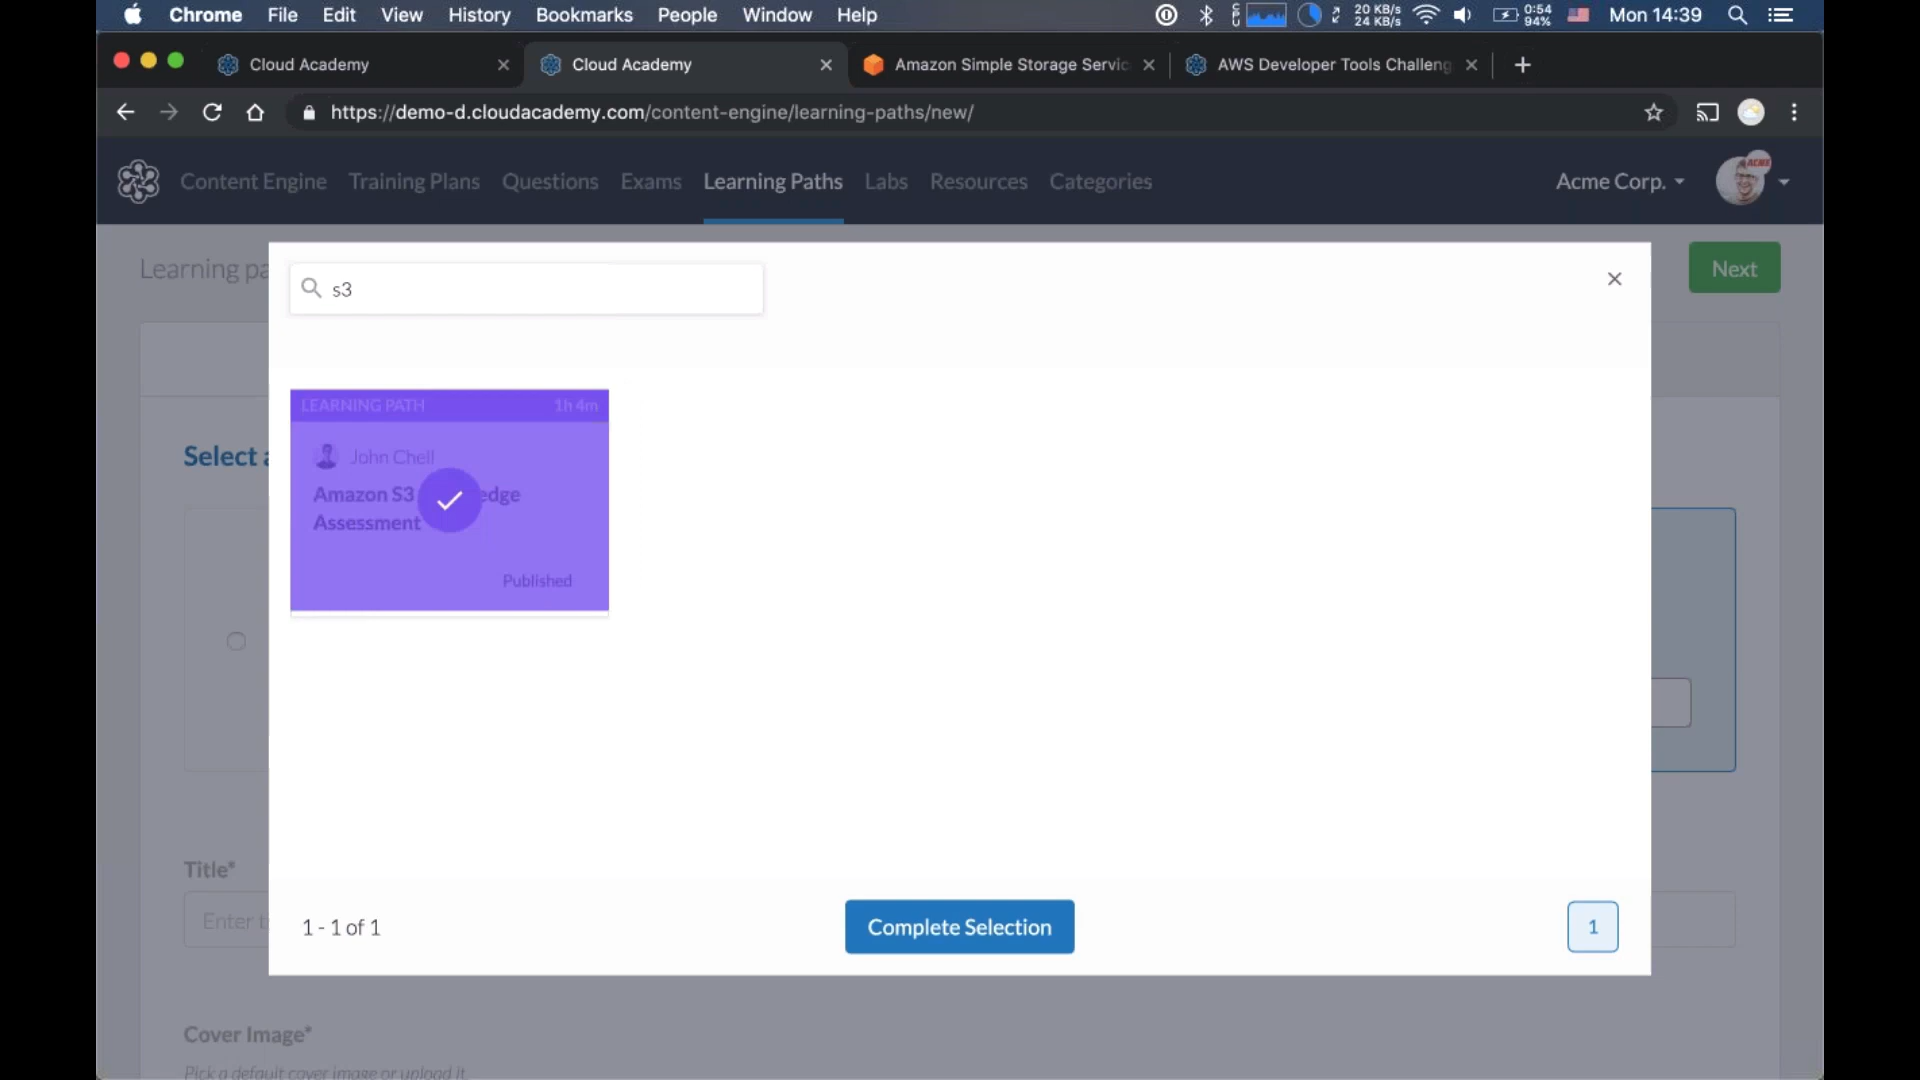 Chrome File Edit View History Bookmarks People Window Help
20 KB/s
24 KB/s
0:54
94%
Mon 14:39
Cloud Academy
Cloud Academy
Amazon Simple Storage Servic
AWS Developer Tools Challeng
https://demo-d.cloudacademy.com/content-engine/learning-paths/new/
Content Engine Training Plans Questions Exams Learning Paths Labs Resources Categories
Acme Corp.
ACME
Learning pa
Next
s3
LEARNING PATH 1h 4m
John Chell
Select
Amazon S3 edge
Assessment
Published
Title*
Enter t
1 - 1 of 1
Complete Selection
1
Cover Image*
Pick a default cover image or upload it.